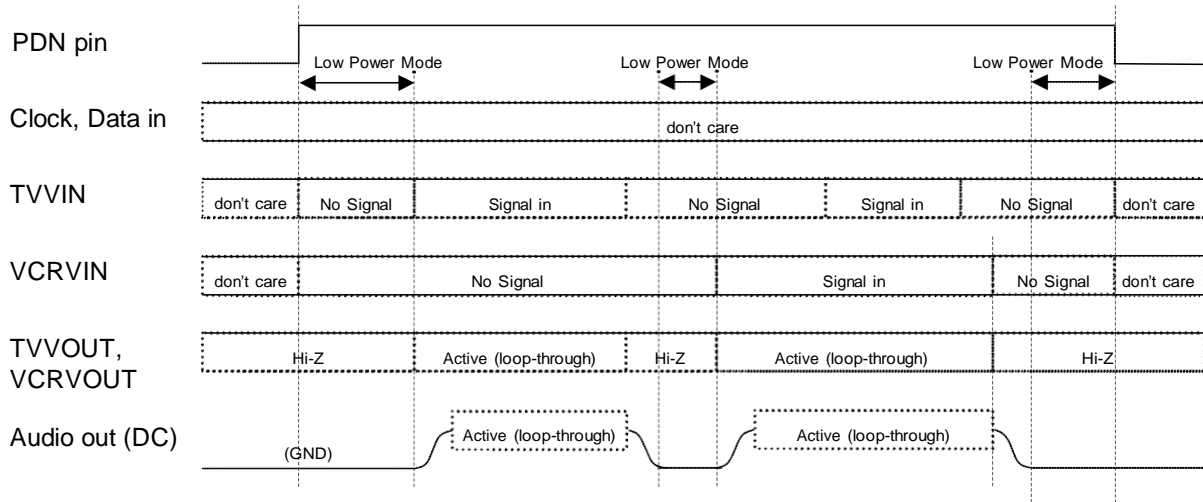 PDN pin
Low Power Mode Low Power Mode Low Power Mode
Clock, Data in
don't care
TVVIN
don't care No Signal Signal in No Signal Signal in No Signal don't care
VCRVIN
don't care No Signal Signal in No Signal don't care
TVVOUT,
VCRVOUT
Hi-Z Active (loop-through) Hi-Z Active (loop-through) Hi-Z
Audio out (DC)
(GND) Active (loop-through) Active (loop-through)